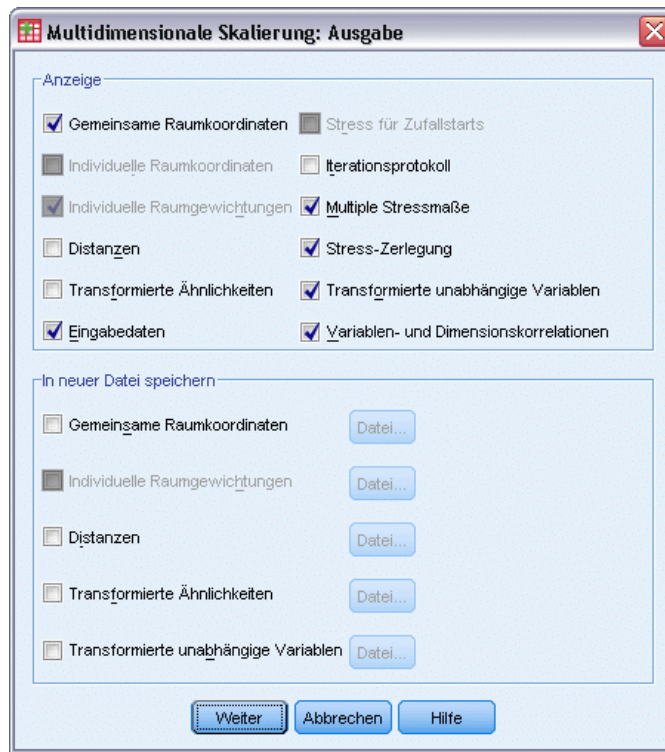 Multidimensionale Skalierung: Ausgabe
Anzeige
Gemeinsame Raumkoordinaten
Stress für Zufallstarts
Individuelle Raumkoordinaten
Iterationsprotokoll
Individuelle Raumgewichtungen
Multiple Stressmaße
Distanzen
Stress-Zerlegung
Transformierte Ähnlichkeiten
Transformierte unabhängige Variablen
Eingabedaten
Variablen- und Dimensionskorrelationen
In neuer Datei speichern
Gemeinsame Raumkoordinaten
Datei...
Individuelle Raumgewichtungen
Datei...
Distanzen
Datei...
Transformierte Ähnlichkeiten
Datei...
Transformierte unabhängige Variablen
Datei...
Weiter
Abbrechen
Hilfe